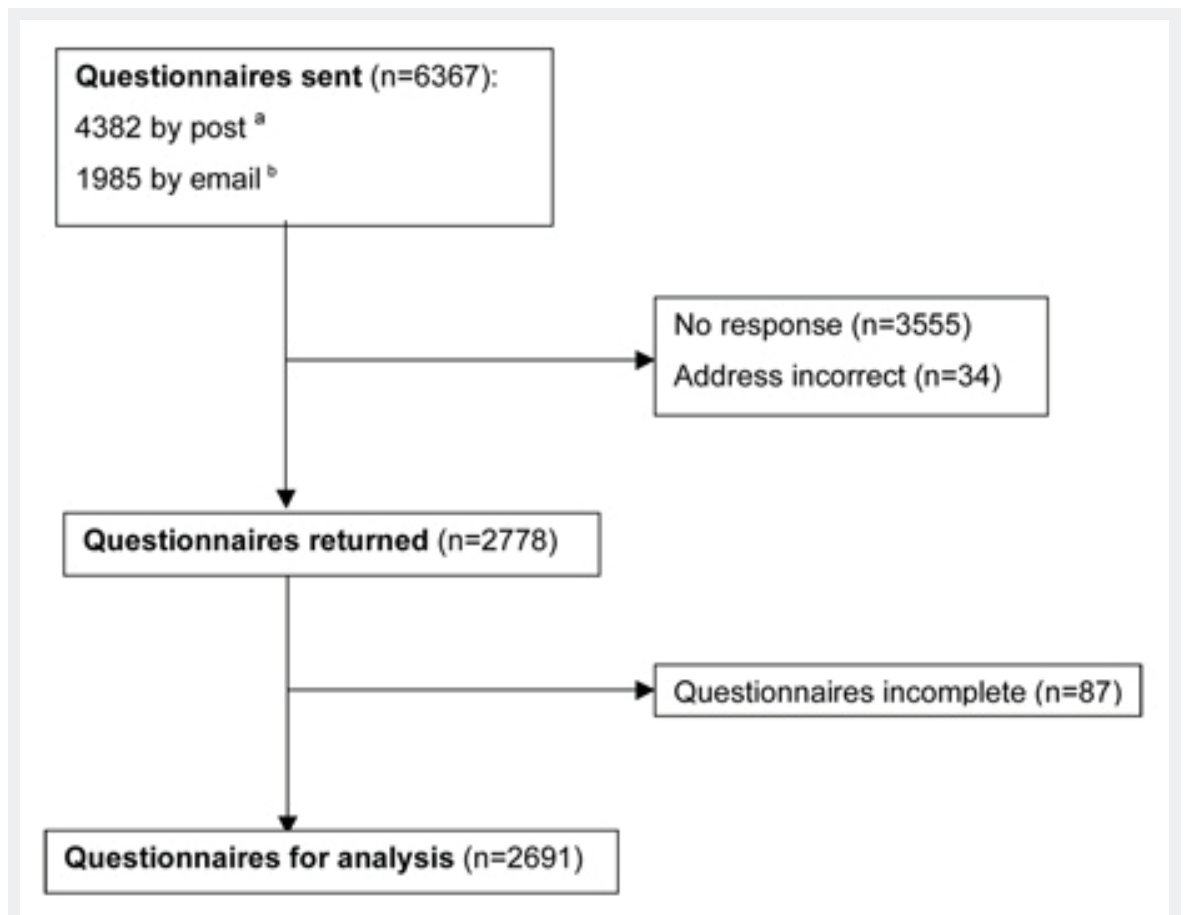 Questionnaires sent (n=6367):
4382 by post a
1985 by email b
No response (n=3555)
Address incorrect (n=34)
Questionnaires returned (n=2778)
Questionnaires incomplete (n=87)
Questionnaires for analysis (n=2691)